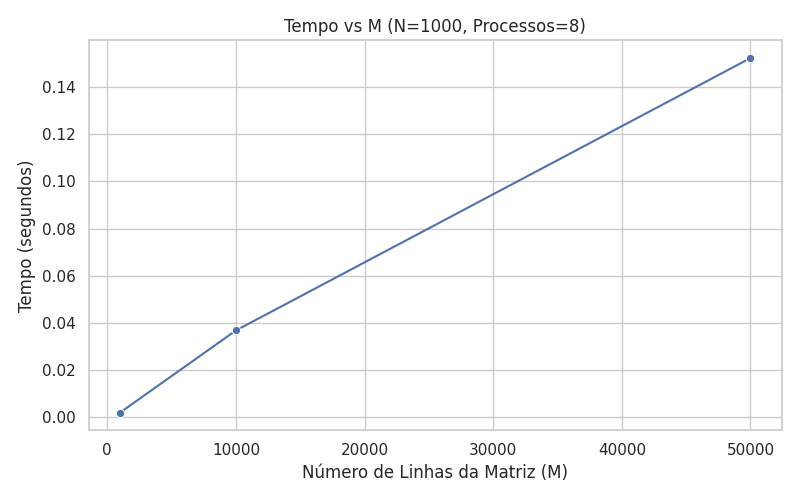 Tempo vs M (N=1000, Processos=8)
Tempo (segundos)
0.14
0.12
0.10
0.08
0.06
0.04
0.02
0.00
0 10000 20000 30000 40000 50000
Número de Linhas da Matriz (M)